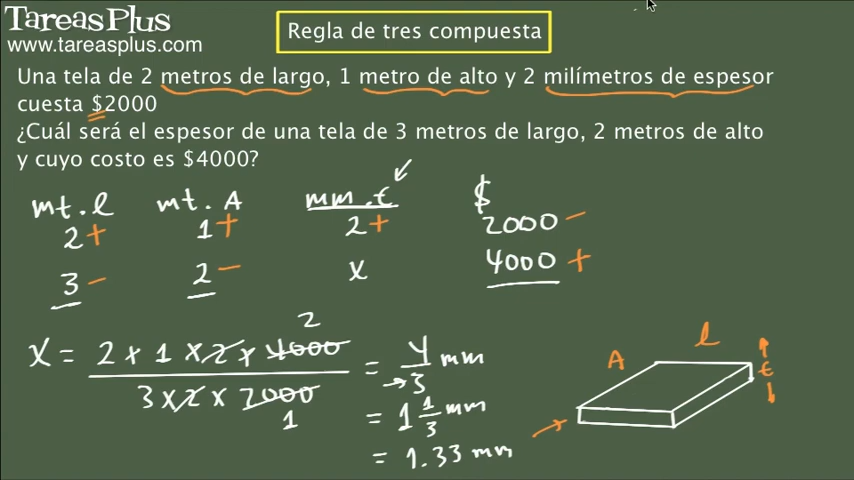 TareasPlus
www.tareasplus.com
Regla de tres compuesta
Una tela de 2 metros de largo, 1 metro de alto y 2 milímetros de espesor
cuesta $2000
¿Cuál será el espesor de una tela de 3 metros de largo, 2 metros de alto
y cuyo costo es $4000?
mt. l mt. A mm. E $
2 + 1 + 2 + 2000 -
3 - 2 - x 4000 +
2
x = 2 x 1 x 2 x 4000 = 4 mm
3 x 2 x 2000 3
1
= 1 1/3 mm
= 1.33 mm
A l
E